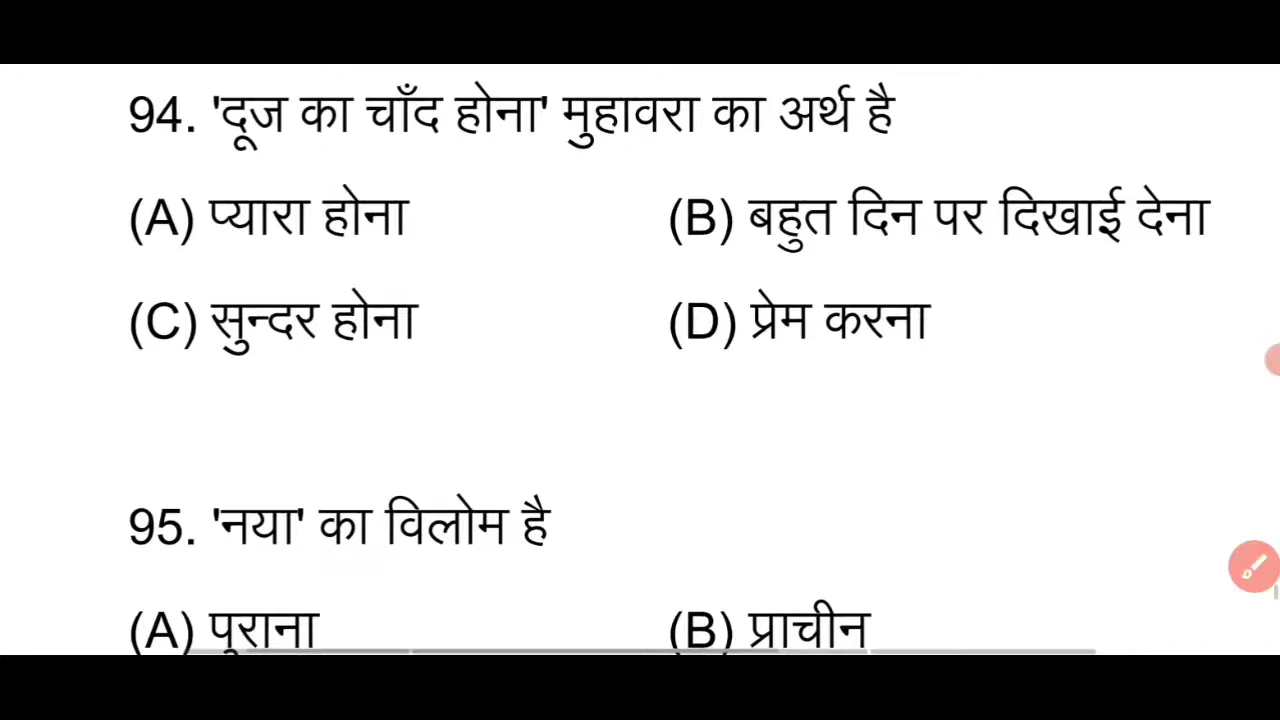 94. 'दूज का चाँद होना' मुहावरा का अर्थ है
(A) प्यारा होना (B) बहुत दिन पर दिखाई देना
(C) सुन्दर होना (D) प्रेम करना
95. 'नया' का विलोम है
(A) पुराना (B) प्राचीन